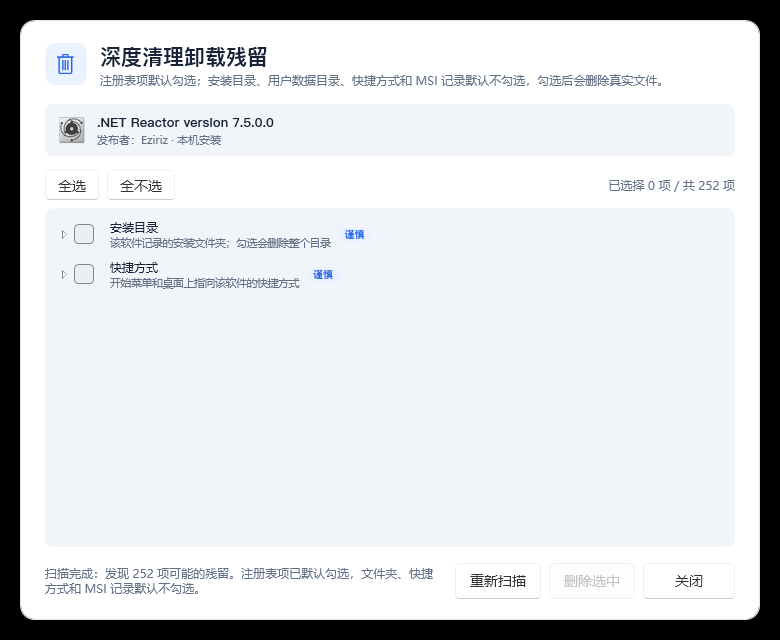 深度清理卸载残留
注册表项默认勾选；安装目录、用户数据目录、快捷方式和 MSI 记录默认不勾选，勾选后会删除真实文件。
.NET Reactor version 7.5.0.0
发布者：Eziriz · 本机安装
全选 全不选 已选择 0 项 / 共 252 项
安装目录
该软件记录的安装文件夹；勾选会删除整个目录 谨慎
快捷方式
开始菜单和桌面上指向该软件的快捷方式 谨慎
扫描完成：发现 252 项可能的残留。注册表项已默认勾选，文件夹、快捷
方式和 MSI 记录默认不勾选。
重新扫描 删除选中 关闭